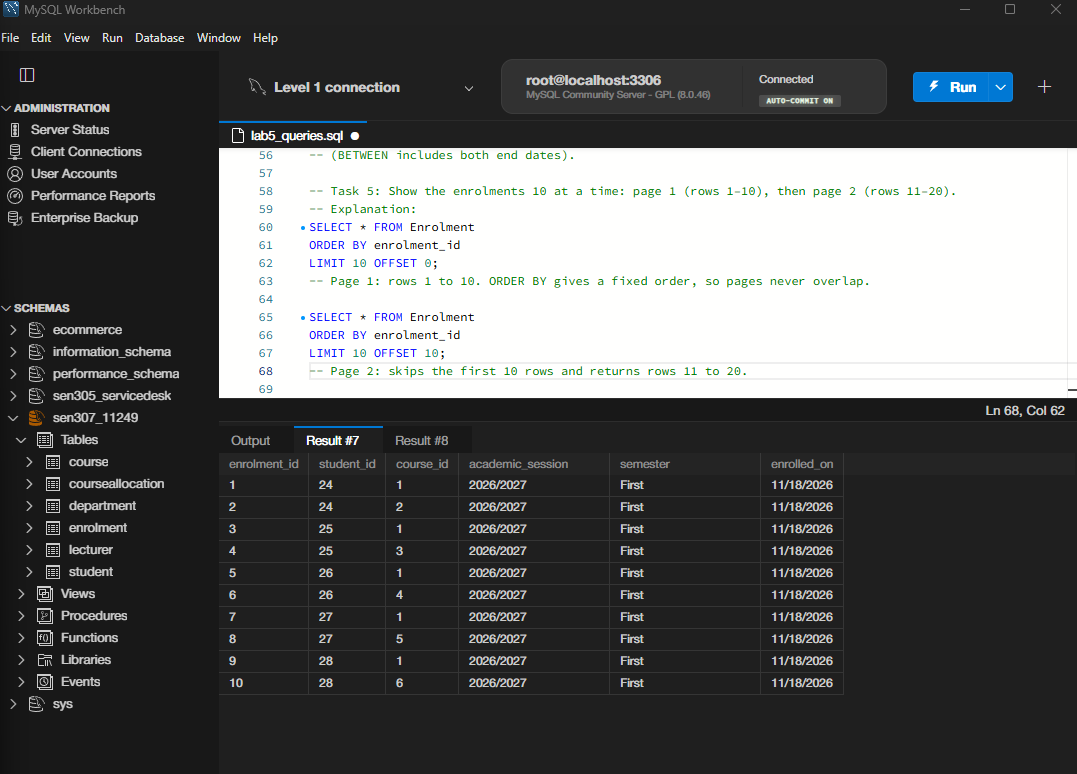 MySQL Workbench
File Edit View Run Database Window Help
Level 1 connection
root@localhost:3306
MySQL Community Server - GPL (8.0.46)
Connected
AUTO-COMMIT ON
Run
ADMINISTRATION
Server Status
Client Connections
User Accounts
Performance Reports
Enterprise Backup
SCHEMAS
ecommerce
information_schema
performance_schema
sen305_servicedesk
sen307_11249
Tables
course
courseallocation
department
enrolment
lecturer
student
Views
Procedures
Functions
Libraries
Events
sys
lab5_queries.sql
56 -- (BETWEEN includes both end dates).
57
58 -- Task 5: Show the enrolments 10 at a time: page 1 (rows 1-10), then page 2 (rows 11-20).
59 -- Explanation:
60 SELECT * FROM Enrolment
61 ORDER BY enrolment_id
62 LIMIT 10 OFFSET 0;
63 -- Page 1: rows 1 to 10. ORDER BY gives a fixed order, so pages never overlap.
64
65 SELECT * FROM Enrolment
66 ORDER BY enrolment_id
67 LIMIT 10 OFFSET 10;
68 -- Page 2: skips the first 10 rows and returns rows 11 to 20.
69
Ln 68, Col 62
Output Result #7 Result #8
enrolment_id student_id course_id academic_session semester enrolled_on
1 24 1 2026/2027 First 11/18/2026
2 24 2 2026/2027 First 11/18/2026
3 25 1 2026/2027 First 11/18/2026
4 25 3 2026/2027 First 11/18/2026
5 26 1 2026/2027 First 11/18/2026
6 26 4 2026/2027 First 11/18/2026
7 27 1 2026/2027 First 11/18/2026
8 27 5 2026/2027 First 11/18/2026
9 28 1 2026/2027 First 11/18/2026
10 28 6 2026/2027 First 11/18/2026